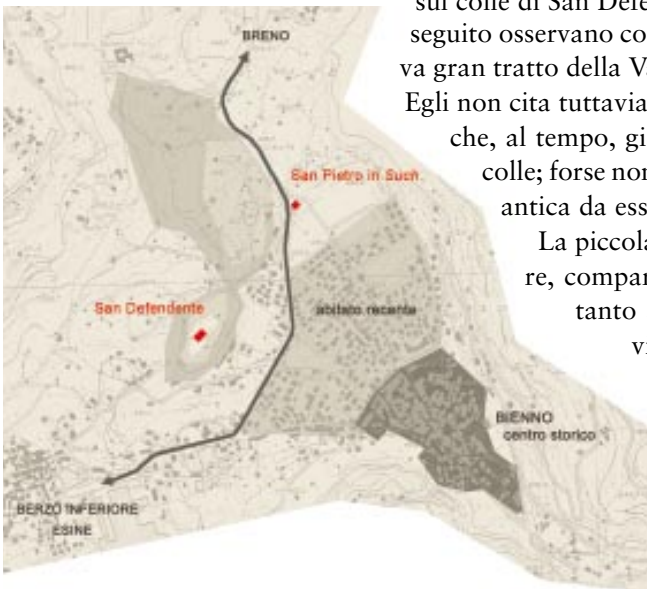 sul colle di San Defe
seguito osservano co
va gran tratto della Va
Egli non cita tuttavia
che, al tempo, gi
colle; forse nor
antica da ess
La piccola
re, compar
tanto
vi
BRENO
San Pietro in Such
San Defendente
abitato recente
BIENNO
centro storico
BERZO INFERIORE
ESINE